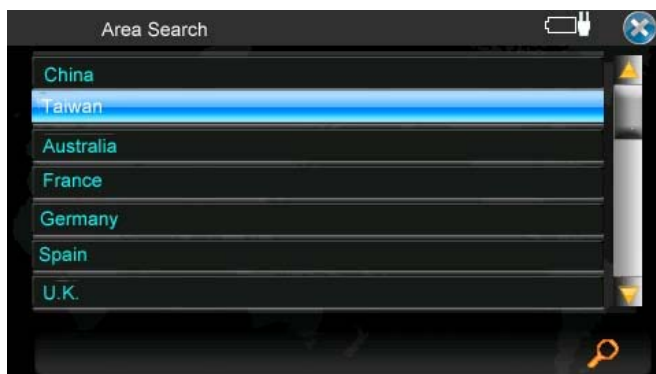 Area Search
China
Taiwan
Australia
France
Germany
Spain
U.K.